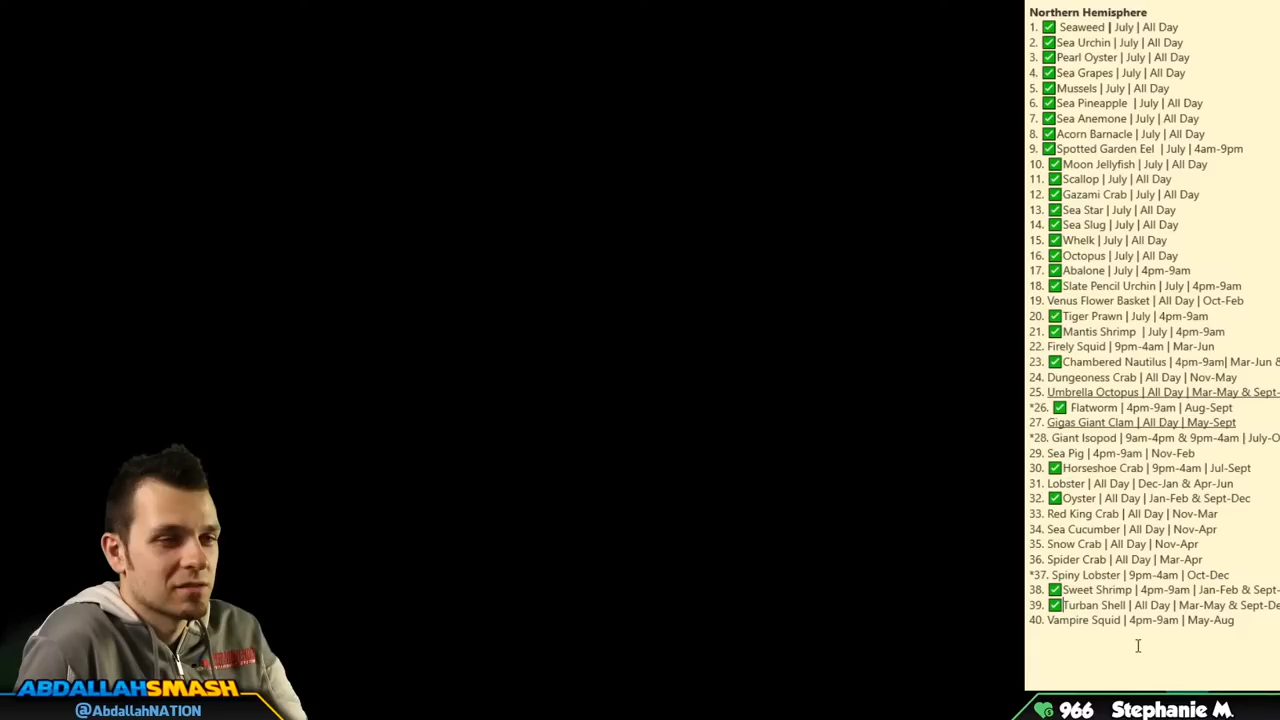 Northern Hemisphere
1. ✅ Seaweed | July | All Day
2. ✅Sea Urchin | July | All Day
3. ✅Pearl Oyster | July | All Day
4. ✅Sea Grapes | July | All Day
5. ✅Mussels | July | All Day
6. ✅Sea Pineapple | July | All Day
7. ✅Sea Anemone | July | All Day
8. ✅Acorn Barnacle | July | All Day
9. ✅Spotted Garden Eel | July | 4am-9pm
10. ✅Moon Jellyfish | July | All Day
11. ✅Scallop | July | All Day
12. ✅Gazami Crab | July | All Day
13. ✅Sea Star | July | All Day
14. ✅Sea Slug | July | All Day
15. ✅Whelk | July | All Day
16. ✅Octopus | July | All Day
17. ✅Abalone | July | 4pm-9am
18. ✅Slate Pencil Urchin | July | 4pm-9am
19. Venus Flower Basket | All Day | Oct-Feb
20. ✅Tiger Prawn | July | 4pm-9am
21. ✅Mantis Shrimp | July | 4pm-9am
22. Firely Squid | 9pm-4am | Mar-Jun
23. ✅Chambered Nautilus | 4pm-9am| Mar-Jun &
24. Dungeoness Crab | All Day | Nov-May
25. Umbrella Octopus | All Day | Mar-May & Sept-
*26. ✅ Flatworm | 4pm-9am | Aug-Sept
27. Gigas Giant Clam | All Day | May-Sept
*28. Giant Isopod | 9am-4pm & 9pm-4am | July-O
29. Sea Pig | 4pm-9am | Nov-Feb
30. ✅Horseshoe Crab | 9pm-4am | Jul-Sept
31. Lobster | All Day | Dec-Jan & Apr-Jun
32. ✅Oyster | All Day | Jan-Feb & Sept-Dec
33. Red King Crab | All Day | Nov-Mar
34. Sea Cucumber | All Day | Nov-Apr
35. Snow Crab | All Day | Nov-Apr
36. Spider Crab | All Day | Mar-Apr
*37. Spiny Lobster | 9pm-4am | Oct-Dec
38. ✅Sweet Shrimp | 4pm-9am | Jan-Feb & Sept-
39. ✅Turban Shell | All Day | Mar-May & Sept-De
40. Vampire Squid | 4pm-9am | May-Aug
ABDALLAHSMASH
@AbdallahNATION
966 Stephanie M.